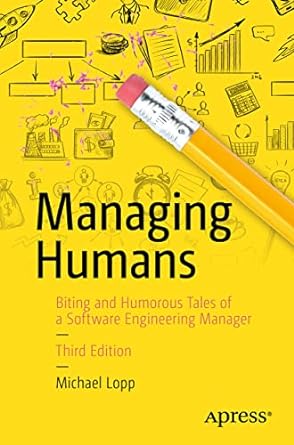 Managing
Humans
Biting and Humorous Tales of
a Software Engineering Manager
—
Third Edition
—
Michael Lopp
Apress®